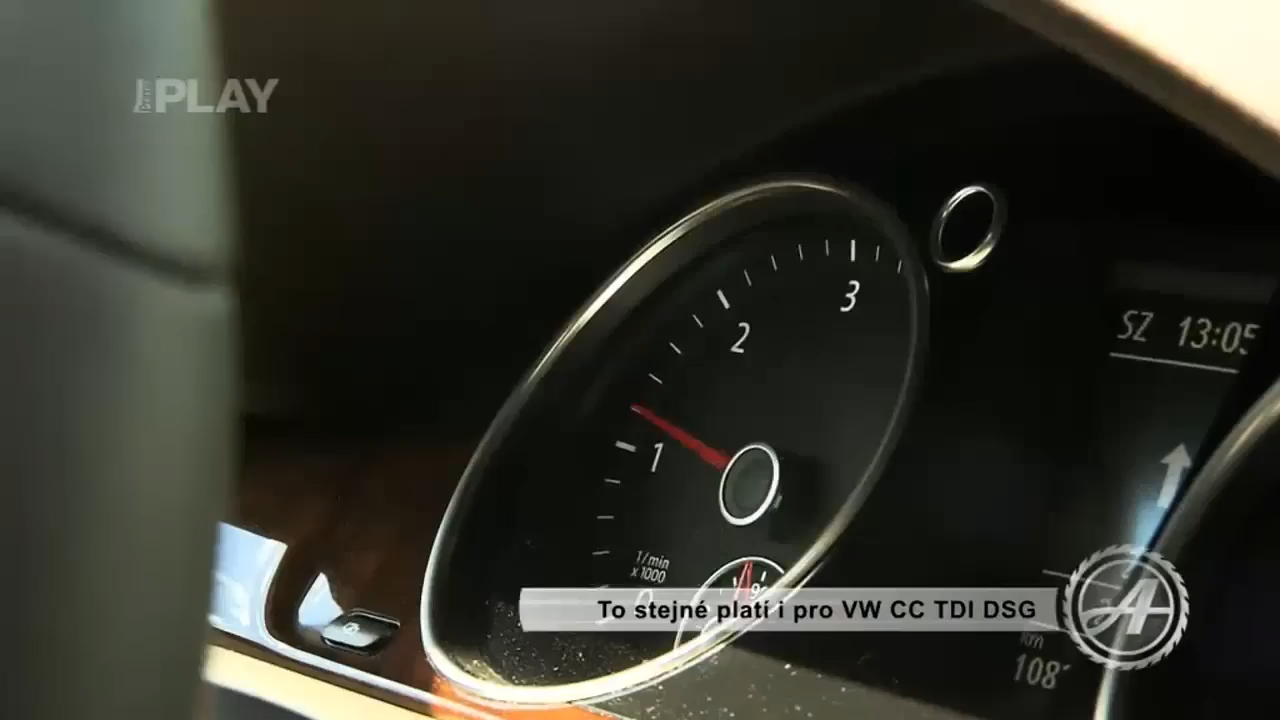 PLAY
3
2
SZ 13:05
1
1/min
x1000
To stejné platí i pro VW CC TDI DSG
A
km
108